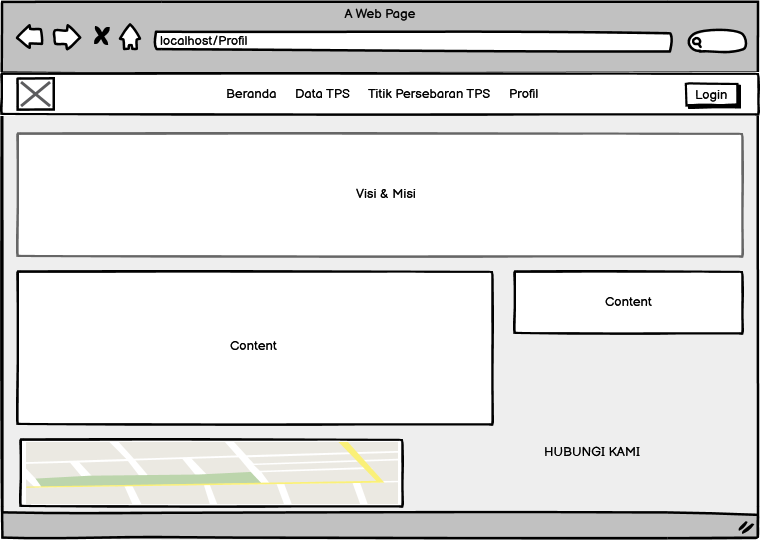 A Web Page
localhost/Profil
Beranda Data TPS Titik Persebaran TPS Profil Login
Visi & Misi
Content
Content
HUBUNGI KAMI